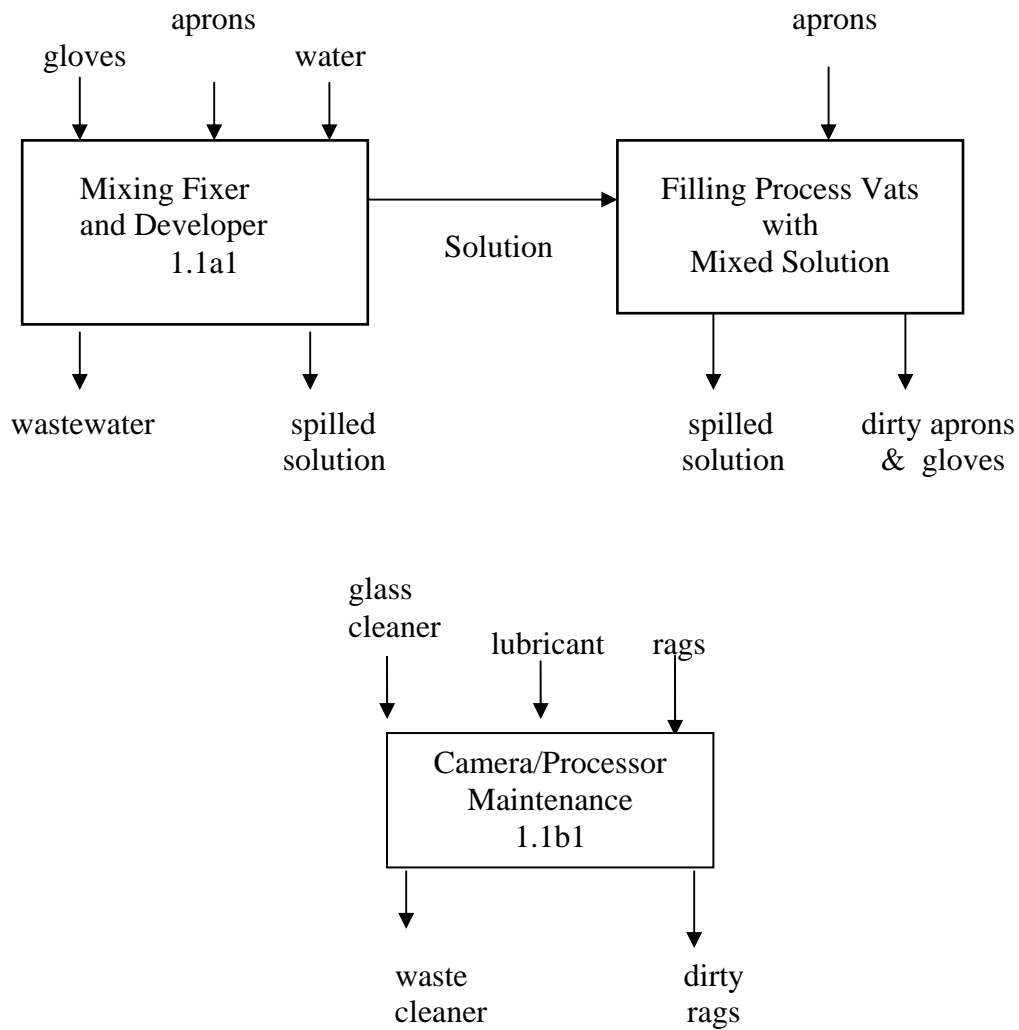 aprons
gloves
water
aprons
Mixing Fixer
and Developer
1.1a1
Solution
Filling Process Vats
with
Mixed Solution
wastewater
spilled
solution
spilled
solution
dirty aprons
& gloves
glass
cleaner
lubricant
rags
Camera/Processor
Maintenance
1.1b1
waste
cleaner
dirty
rags